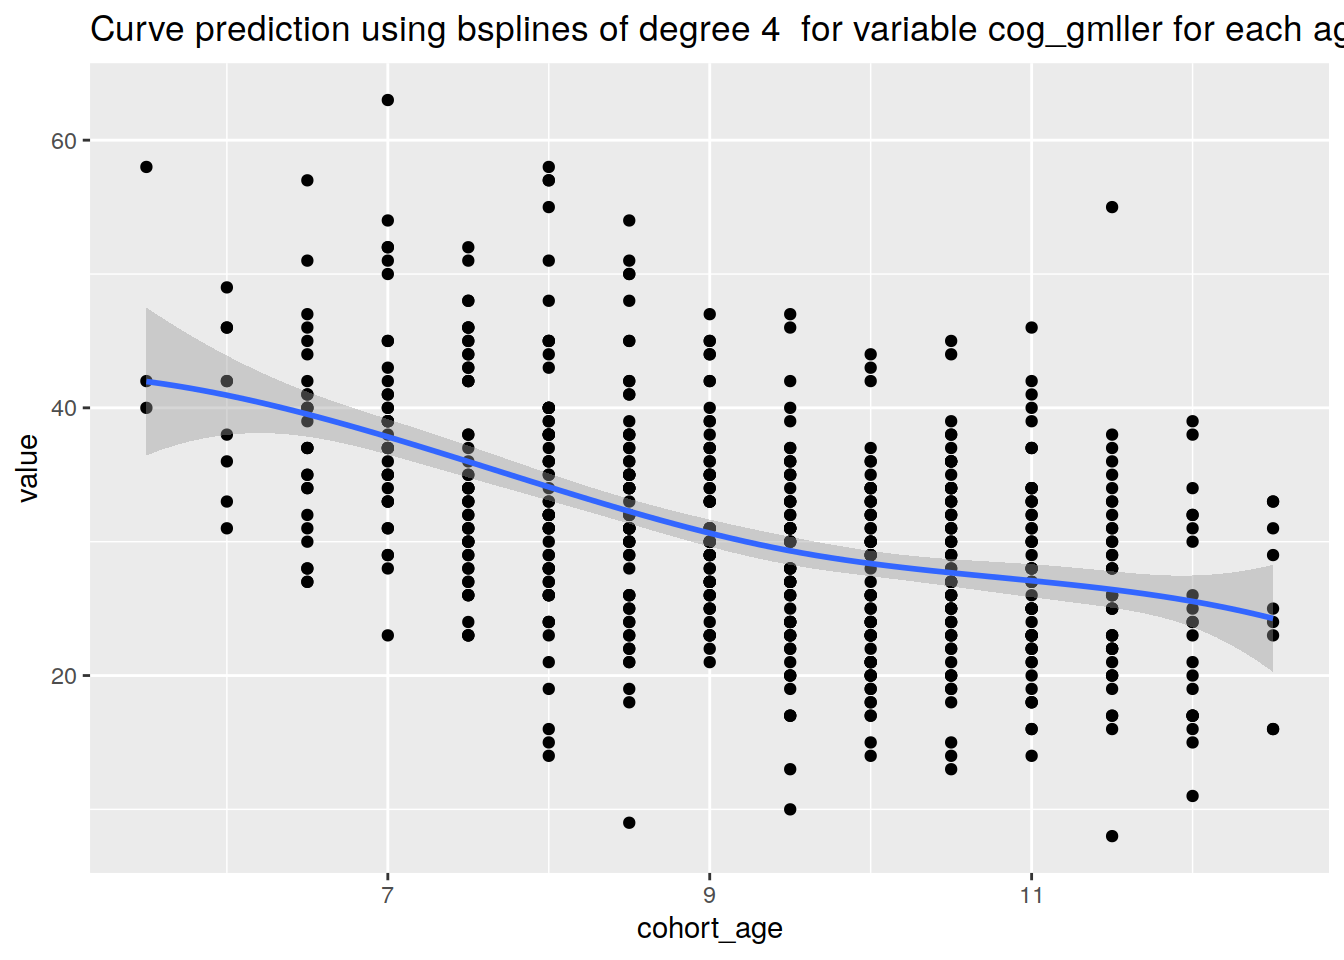 Curve prediction using bsplines of degree 4  for variable cog_gmller for each
60
40
20
value
7 9 11
cohort_age